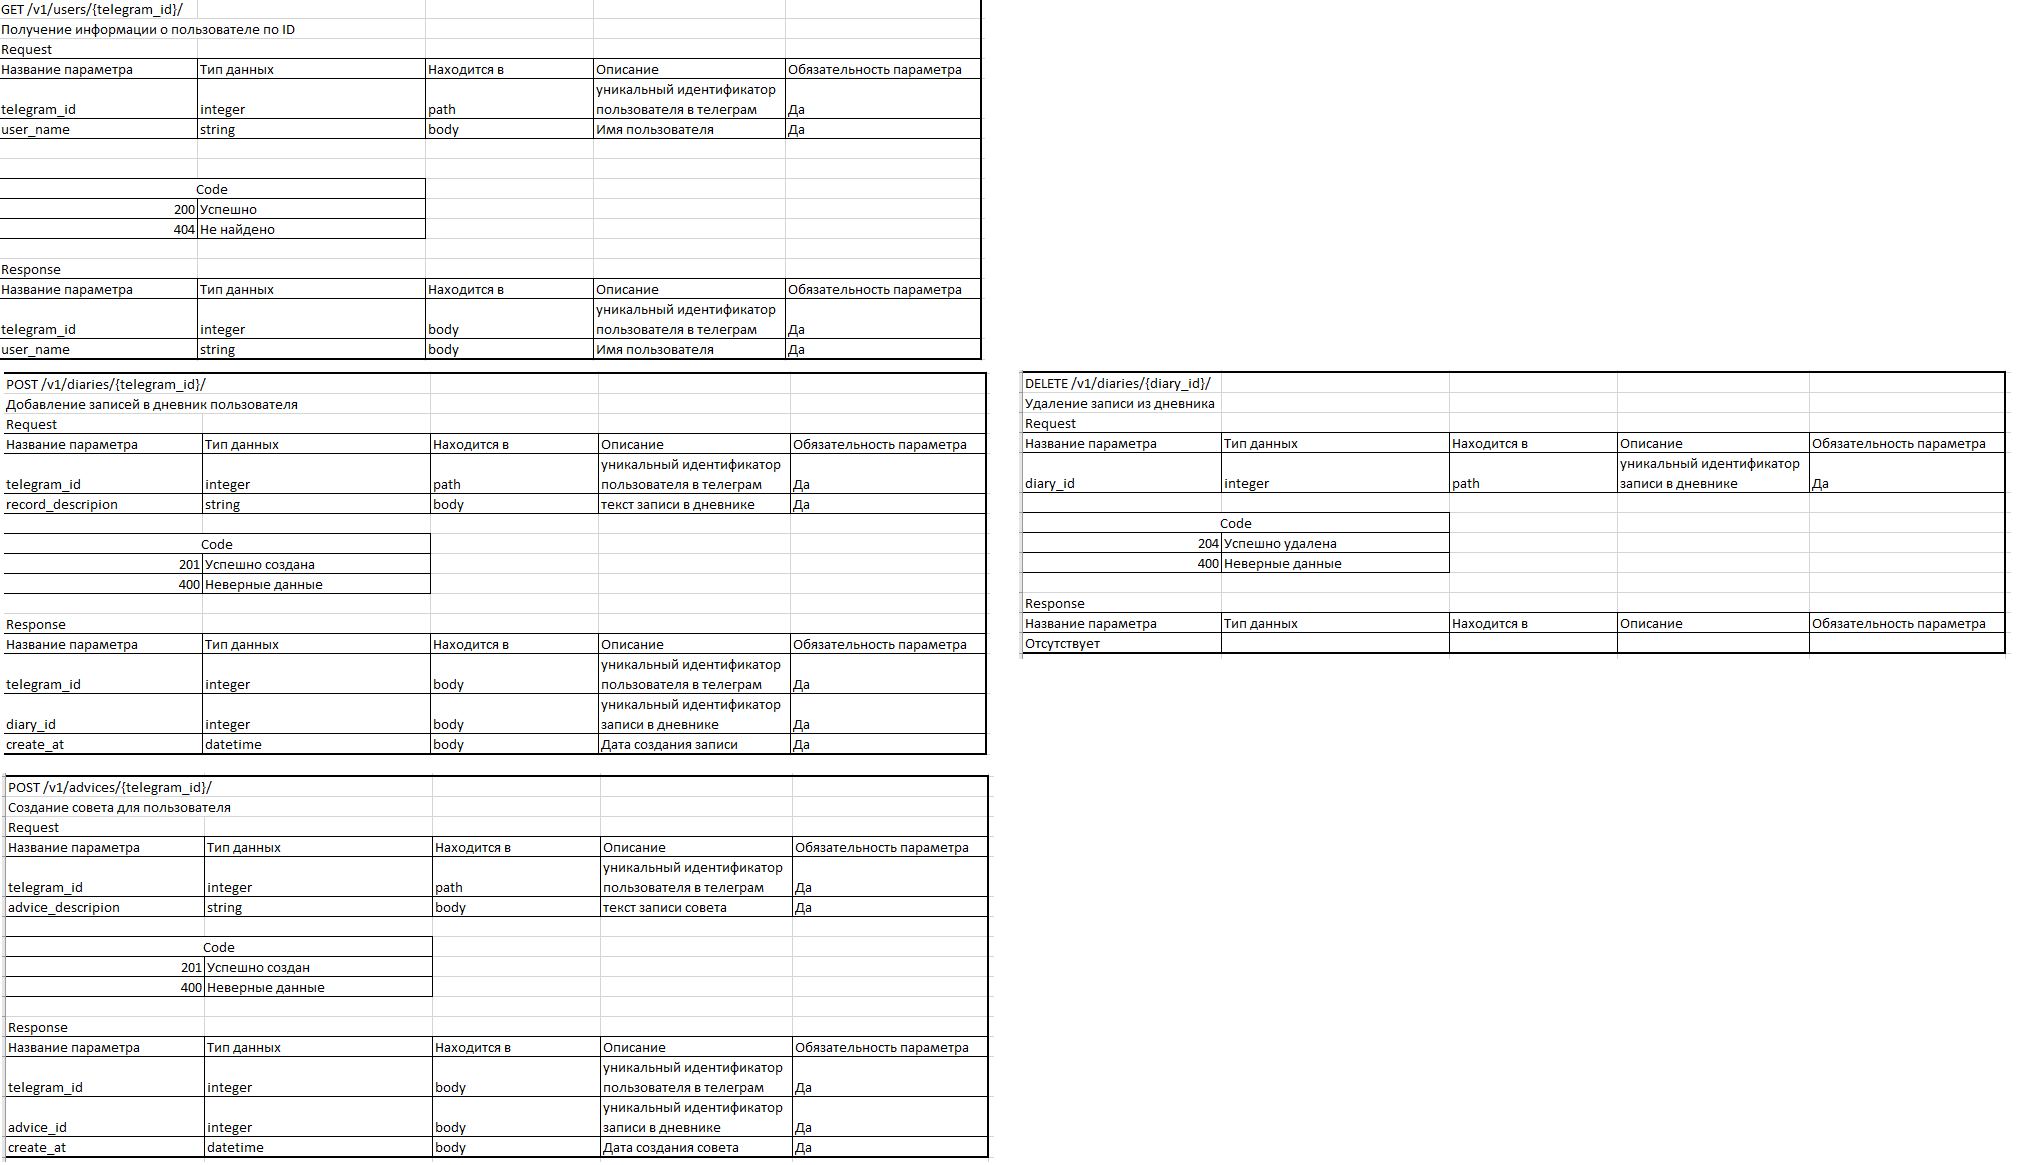 GET /v1/users/{telegram_id}/
Получение информации о пользователе по ID
Request
Название параметра Тип данных Находится в Описание Обязательность параметра
уникальный идентификатор
telegram_id integer path пользователя в телеграм Да
user_name string body Имя пользователя Да
Code
200 Успешно
404 Не найдено
Response
Название параметра Тип данных Находится в Описание Обязательность параметра
уникальный идентификатор
telegram_id integer body пользователя в телеграм Да
user_name string body Имя пользователя Да
POST /v1/diaries/{telegram_id}/
Добавление записей в дневник пользователя
Request
Название параметра Тип данных Находится в Описание Обязательность параметра
уникальный идентификатор
telegram_id integer path пользователя в телеграм Да
record_descripion string body текст записи в дневнике Да
Code
201 Успешно создана
400 Неверные данные
Response
Название параметра Тип данных Находится в Описание Обязательность параметра
уникальный идентификатор
telegram_id integer body пользователя в телеграм Да
уникальный идентификатор
diary_id integer body записи в дневнике Да
create_at datetime body Дата создания записи Да
DELETE /v1/diaries/{diary_id}/
Удаление записи из дневника
Request
Название параметра Тип данных Находится в Описание Обязательность параметра
уникальный идентификатор
diary_id integer path записи в дневнике Да
Code
204 Успешно удалена
400 Неверные данные
Response
Название параметра Тип данных Находится в Описание Обязательность параметра
Отсутствует
POST /v1/advices/{telegram_id}/
Создание совета для пользователя
Request
Название параметра Тип данных Находится в Описание Обязательность параметра
уникальный идентификатор
telegram_id integer path пользователя в телеграм Да
advice_descripion string body текст записи совета Да
Code
201 Успешно создан
400 Неверные данные
Response
Название параметра Тип данных Находится в Описание Обязательность параметра
уникальный идентификатор
telegram_id integer body пользователя в телеграм Да
уникальный идентификатор
advice_id integer body записи в дневнике Да
create_at datetime body Дата создания совета Да